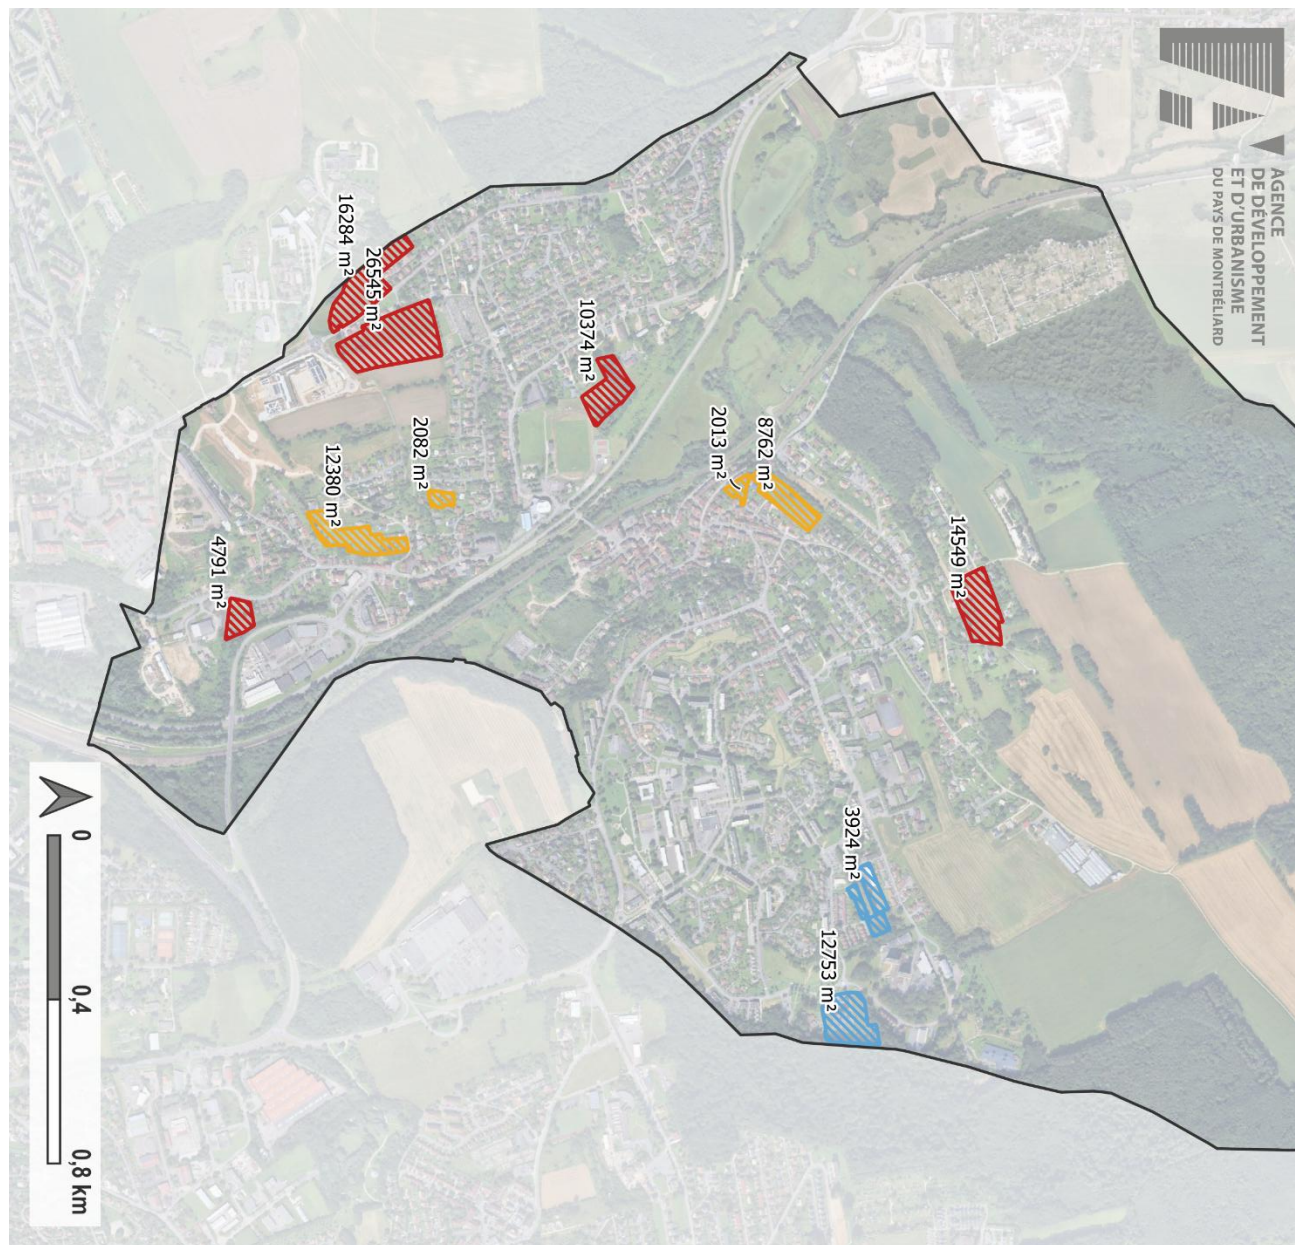 AGENCE
DE DÉVELOPPEMENT
ET D'URBANISME
DU PAYS DE MONTBÉLIARD
14549 m²
3924 m²
12753 m²
8762 m²
2013 m²
10374 m²
2082 m²
26545 m²
16284 m²
12380 m²
4791 m²
0
0,4
0,8 km